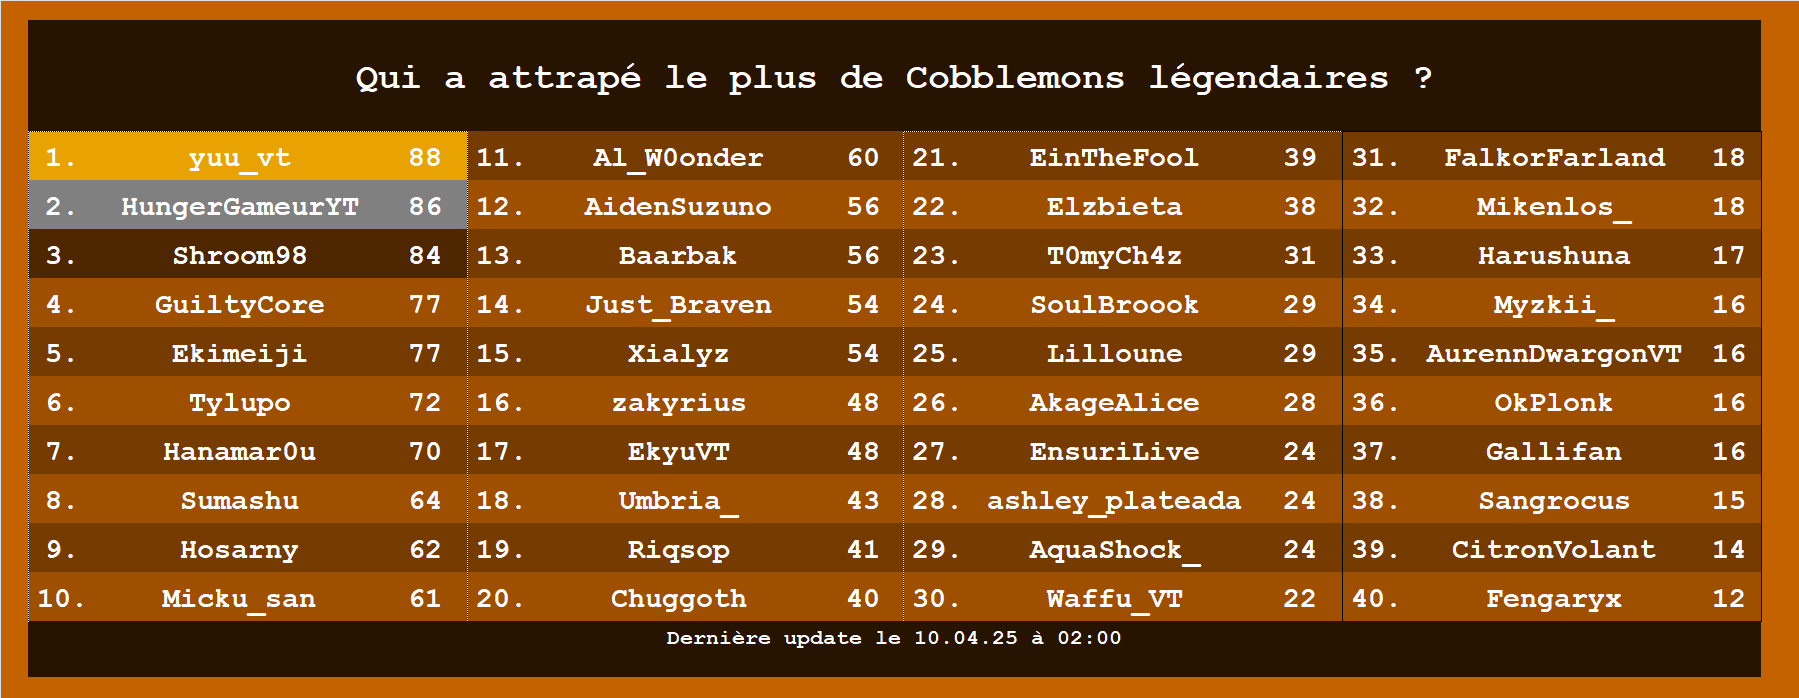 Qui a attrapé le plus de Cobblemons légendaires ?
1. yuu_vt 88
2. HungerGameurYT 86
3. Shroom98 84
4. GuiltyCore 77
5. Ekimeiji 77
6. Tylupo 72
7. Hanamar0u 70
8. Sumashu 64
9. Hosarny 62
10. Micku_san 61
11. Al_W0onder 60
12. AidenSuzuno 56
13. Baarbak 56
14. Just_Braven 54
15. Xialyz 54
16. zakyrius 48
17. EkyuVT 48
18. Umbria_ 43
19. Riqsop 41
20. Chuggoth 40
21. EinTheFool 39
22. Elzbieta 38
23. T0myCh4z 31
24. SoulBroook 29
25. Lilloune 29
26. AkageAlice 28
27. EnsuriLive 24
28. ashley_plateada 24
29. AquaShock_ 24
30. Waffu_VT 22
31. FalkorFarland 18
32. Mikenlos_ 18
33. Harushuna 17
34. Myzkii_ 16
35. AurennDwargonVT 16
36. OkPlonk 16
37. Gallifan 16
38. Sangrocus 15
39. CitronVolant 14
40. Fengaryx 12
Dernière update le 10.04.25 à 02:00